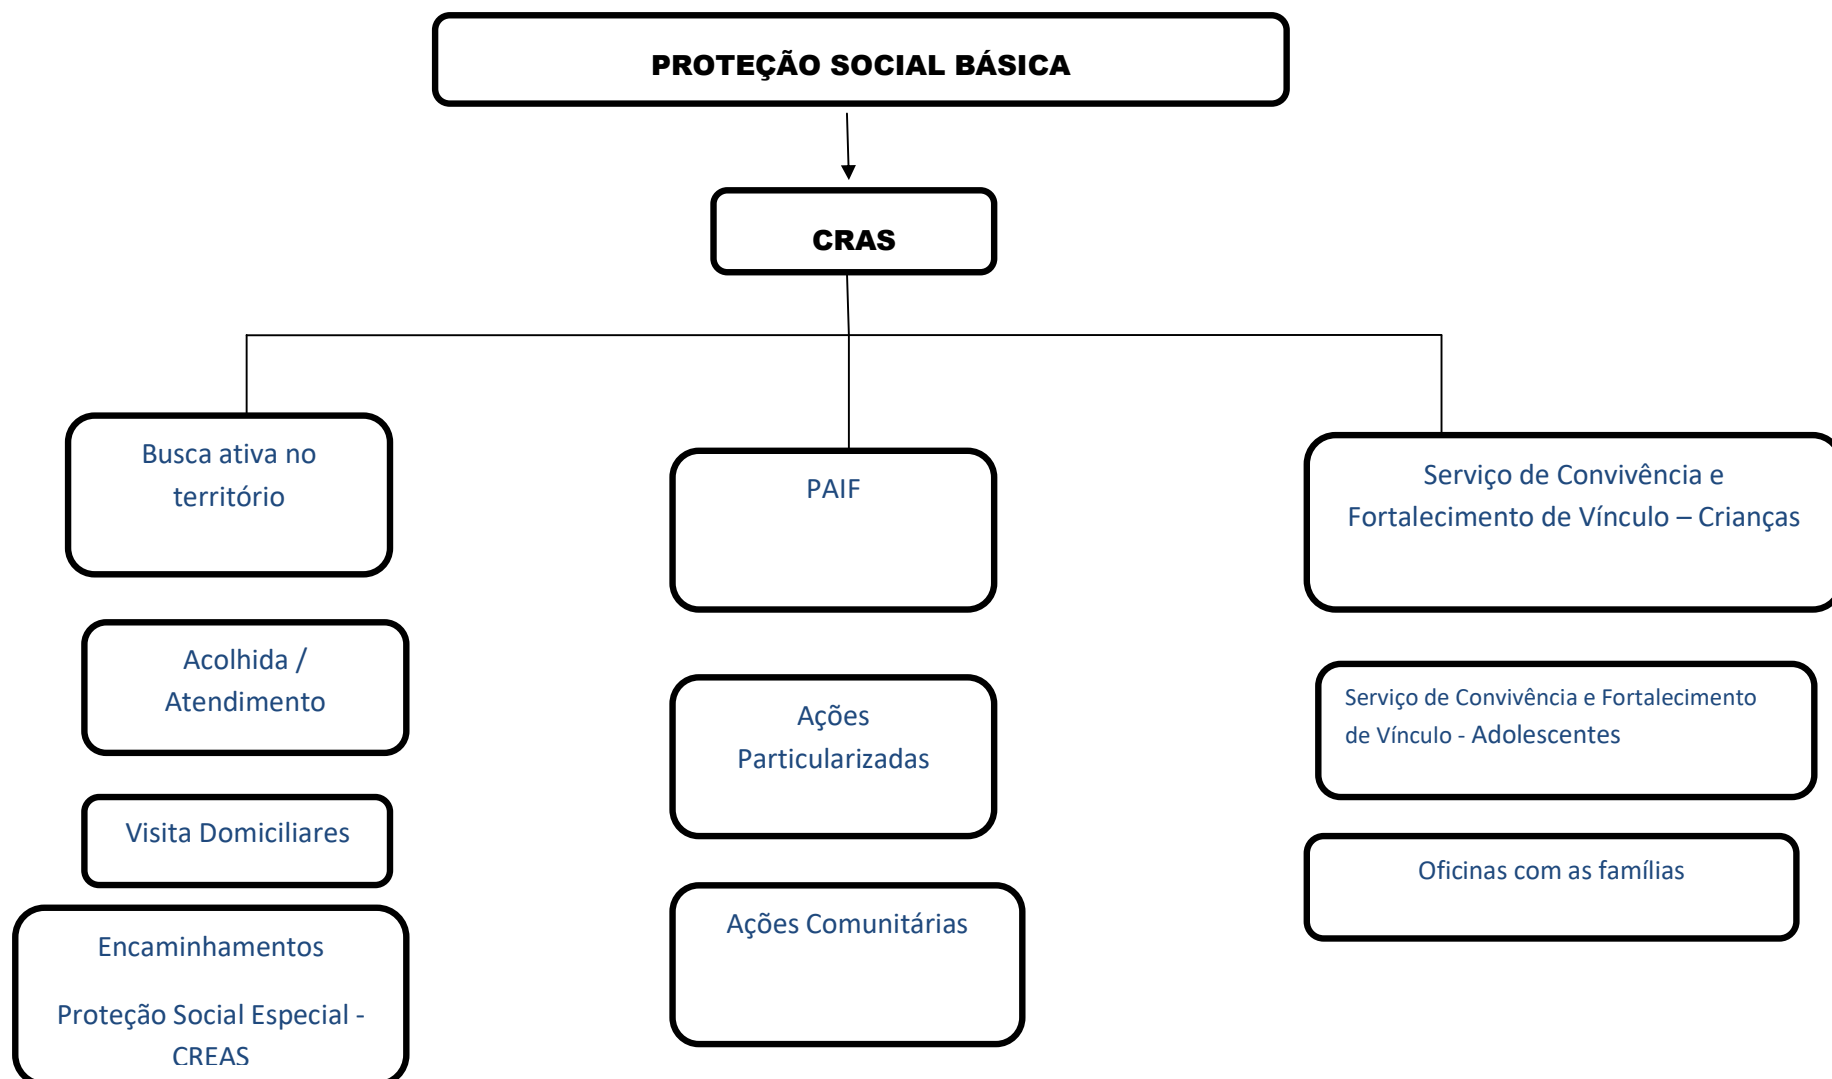 PROTEÇÃO SOCIAL BÁSICA
CRAS
Busca ativa no
território
Acolhida /
Atendimento
Visita Domiciliares
Encaminhamentos
Proteção Social Especial -
CREAS
PAIF
Ações
Particularizadas
Ações Comunitárias
Serviço de Convivência e
Fortalecimento de Vínculo – Crianças
Serviço de Convivência e Fortalecimento
de Vínculo - Adolescentes
Oficinas com as famílias